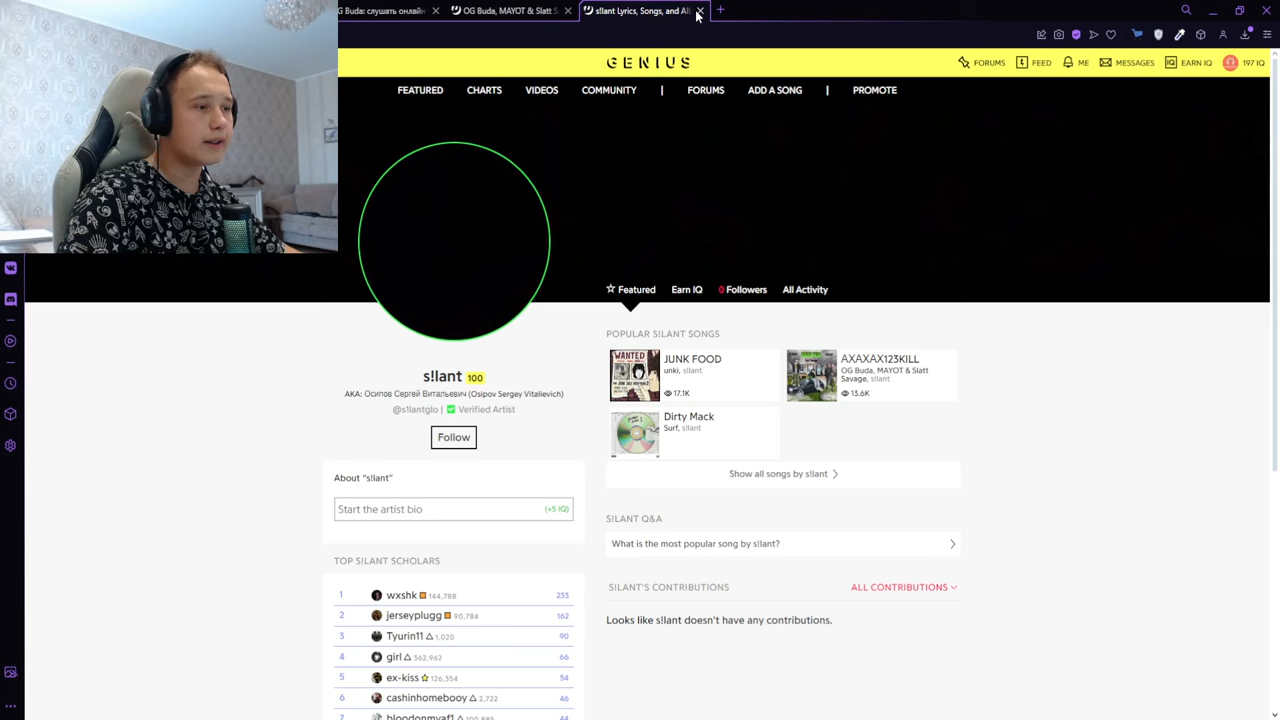 G Buda: слушать онлайн
OG Buda, MAYOT & Slatt S
s!lant Lyrics, Songs, and Al
GENIUS
FORUMS
FEED
ME
MESSAGES
EARN IQ
197 IQ
FEATURED
CHARTS
VIDEOS
COMMUNITY
|
FORUMS
ADD A SONG
|
PROMOTE
Featured
Earn IQ
0 Followers
All Activity
s!lant 100
AKA: Осипов Сергей Витальевич (Osipov Sergey Vitalievich)
@s1lantglo | Verified Artist
Follow
About "s!lant"
Start the artist bio (+5 IQ)
TOP S!LANT SCHOLARS
1 wxshk 144,788 233
2 jerseyplugg 90,784 162
3 Tyurin11 1,020 90
4 girl 362,962 66
5 ex-kiss 126,354 54
6 cashinhomebooy 2,722 46
7 bloodonmyaf1 100,885 44
POPULAR S!LANT SONGS
JUNK FOOD
unki, s!lant
17.1K
AXAXAX123KILL
OG Buda, MAYOT & Slatt
Savage, s!lant
13.6K
Dirty Mack
Surf, s!lant
Show all songs by s!lant
S!LANT Q&A
What is the most popular song by s!lant?
S!LANT'S CONTRIBUTIONS
ALL CONTRIBUTIONS
Looks like s!lant doesn't have any contributions.
WANTED